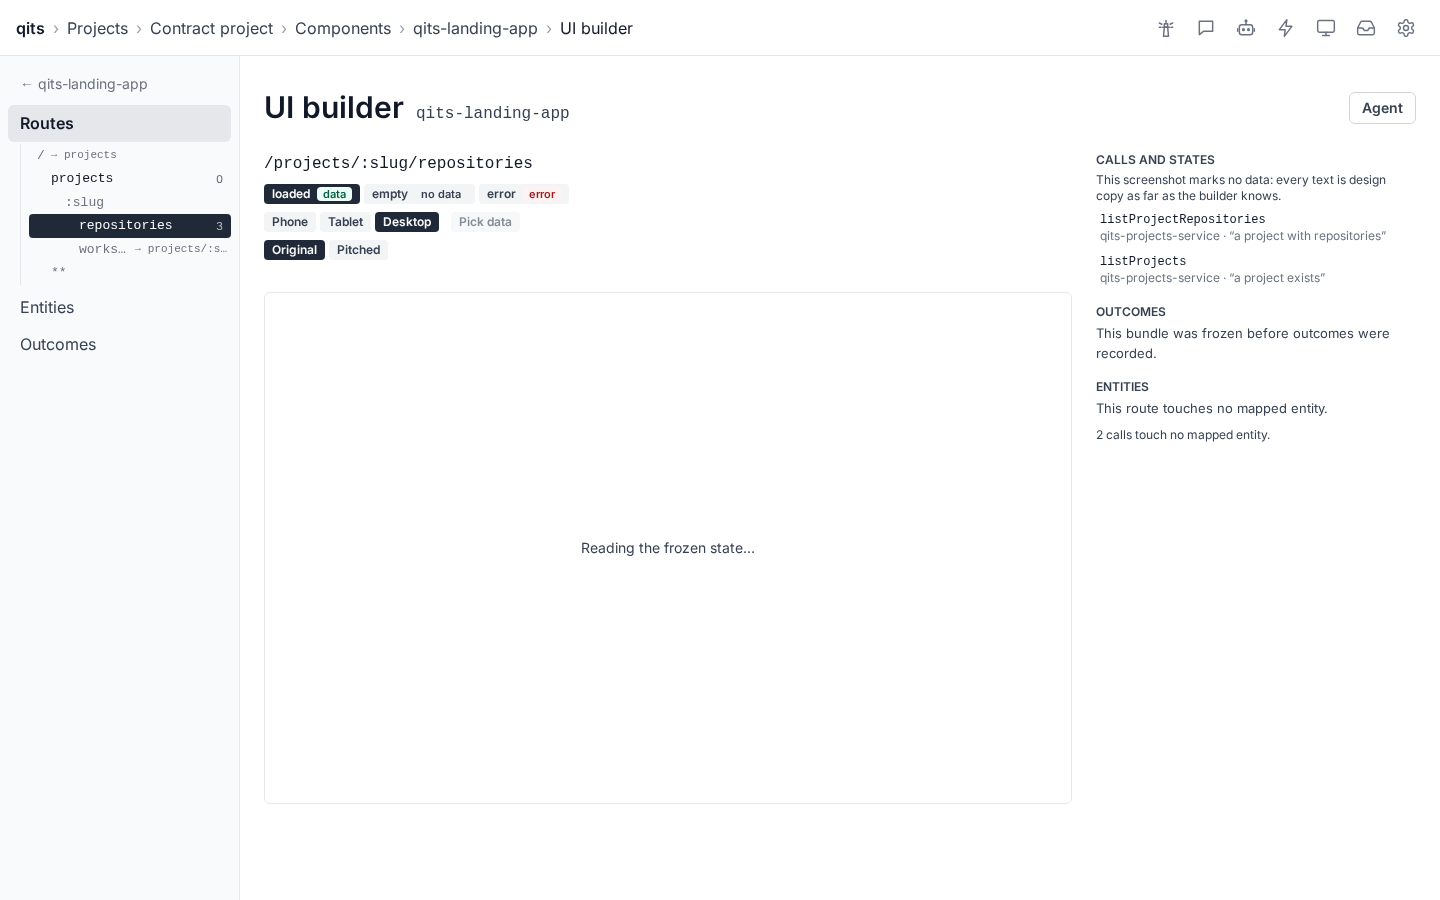 qits › Projects › Contract project › Components › qits-landing-app › UI builder
← qits-landing-app
Routes
/ → projects
projects 0
:slug
repositories 3
works… → projects/:s…
**
Entities
Outcomes
UI builder qits-landing-app
Agent
/projects/:slug/repositories
loaded data empty no data error error
Phone Tablet Desktop Pick data
Original Pitched
Reading the frozen state...
CALLS AND STATES
This screenshot marks no data: every text is design
copy as far as the builder knows.
listProjectRepositories
qits-projects-service · “a project with repositories”
listProjects
qits-projects-service · “a project exists”
OUTCOMES
This bundle was frozen before outcomes were
recorded.
ENTITIES
This route touches no mapped entity.
2 calls touch no mapped entity.